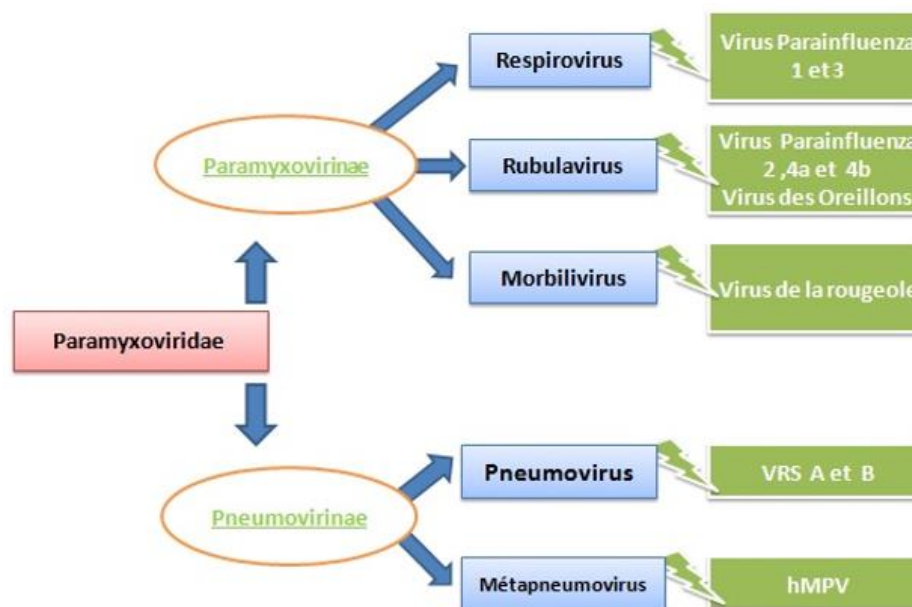 Respirovirus
Virus Parainfluenza
1 et 3
Paramyxovirinae
Rubulavirus
Virus Parainfluenza
2 ,4a et 4b
Virus des Oreillons
Morbilivirus
Virus de la rougeole
Paramyxoviridae
Pneumovirus
VRS A et B
Pneumovirinae
Métapneumovirus
hMPV